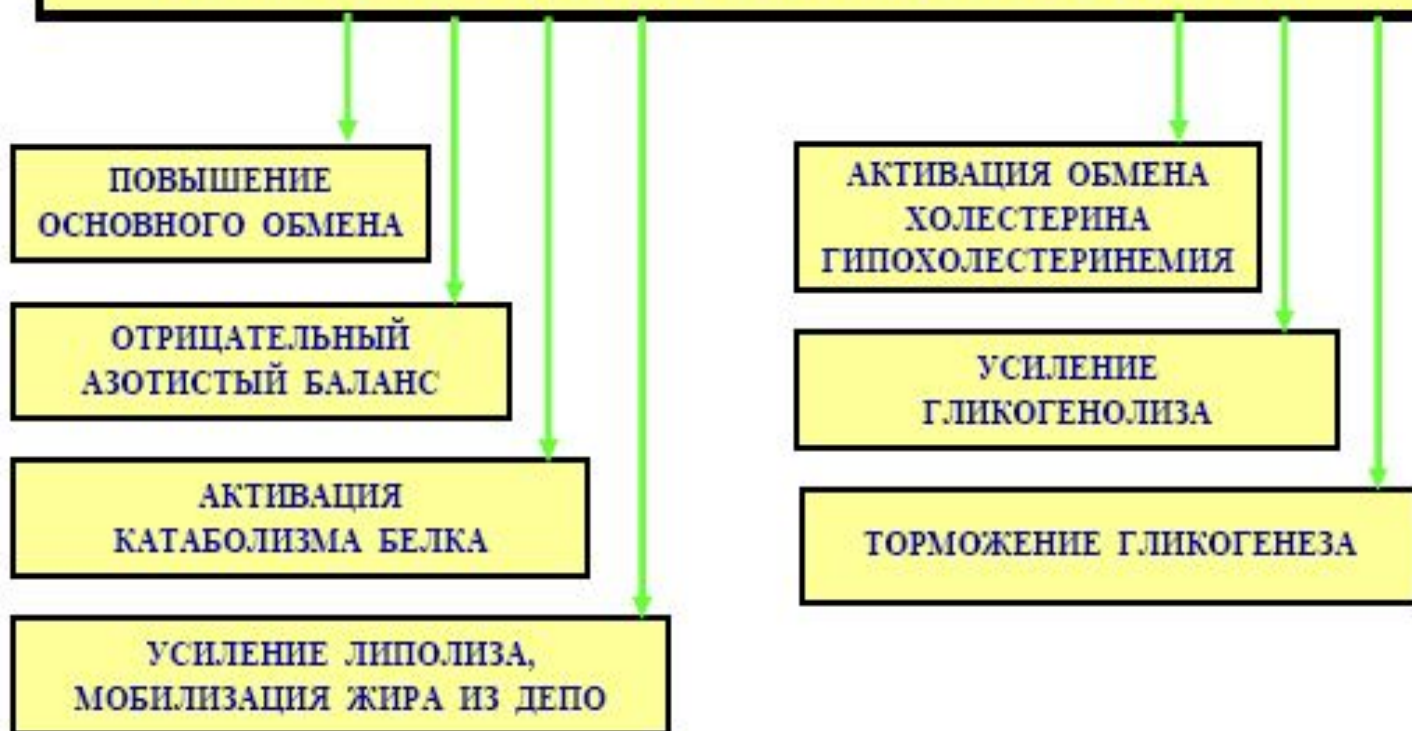 ПОВЫШЕНИЕ
ОСНОВНОГО ОБМЕНА
ОТРИЦАТЕЛЬНЫЙ
АЗОТИСТЫЙ БАЛАНС
АКТИВАЦИЯ
КАТАБОЛИЗМА БЕЛКА
УСИЛЕНИЕ ЛИПОЛИЗА,
МОБИЛИЗАЦИЯ ЖИРА ИЗ ДЕПО
АКТИВАЦИЯ ОБМЕНА
ХОЛЕСТЕРИНА
ГИПОХОЛЕСТЕРИНЕМИЯ
УСИЛЕНИЕ
ГЛИКОГЕНОЛИЗА
ТОРМОЖЕНИЕ ГЛИКОГЕНЕЗА